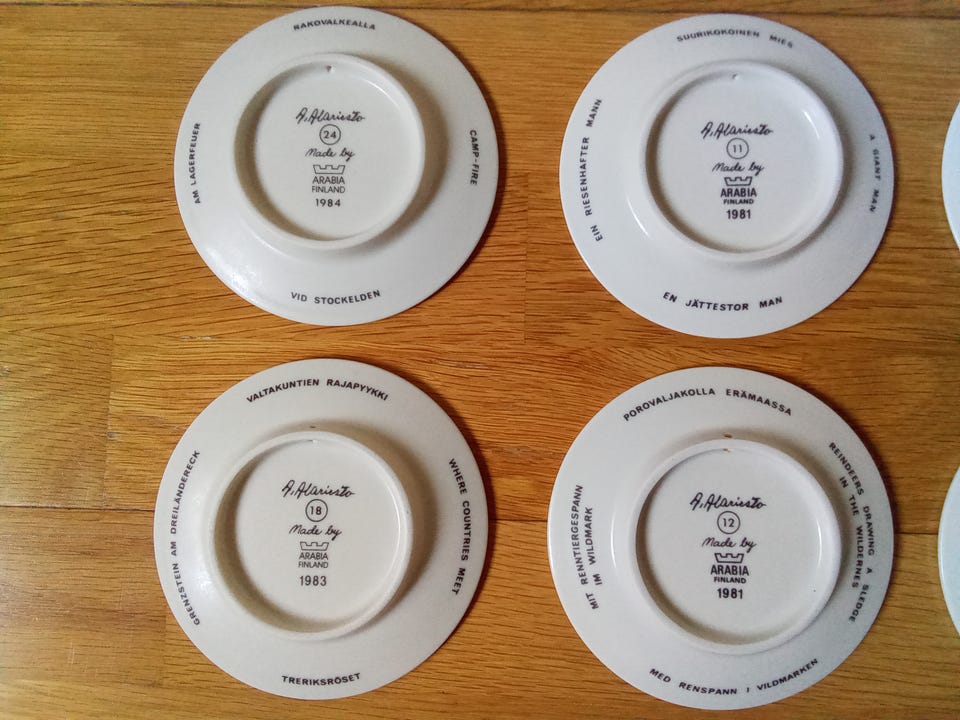 RAKOVALKEALLA
AM LAGERFEUER
CAMP-FIRE
VID STOCKELDEN
A. Alariesto
24
Made by
ARABIA
FINLAND
1984
SUURIKOKOINEN MIES
EIN RIESENHAFTER MANN
A GIANT MAN
EN JÄTTESTOR MAN
A. Alariesto
11
Made by
ARABIA
FINLAND
1981
VALTAKUNTIEN RAJAPYYKKI
GRENZSTEIN AM DREILÄNDERECK
WHERE COUNTRIES MEET
TRERIKSRÖSET
A. Alariesto
18
Made by
ARABIA
FINLAND
1983
POROVALJAKOLLA ERÄMAASSA
MIT RENNTIERGESPANN
IM WILDMARK
REINDEERS DRAWING A SLEDGE
IN THE WILDERNES
MED RENSPANN I VILDMARKEN
A. Alariesto
12
Made by
ARABIA
FINLAND
1981